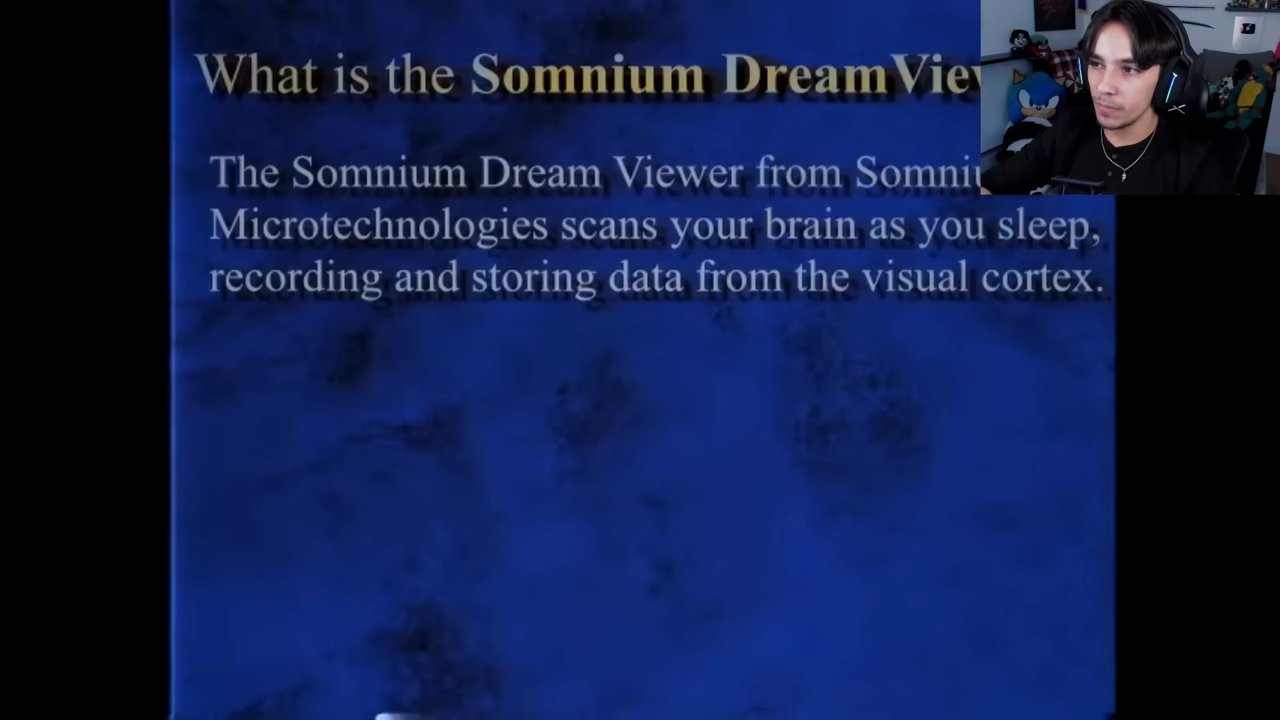 What is the Somnium DreamView
The Somnium Dream Viewer from Somniu
Microtechnologies scans your brain as you sleep,
recording and storing data from the visual cortex.